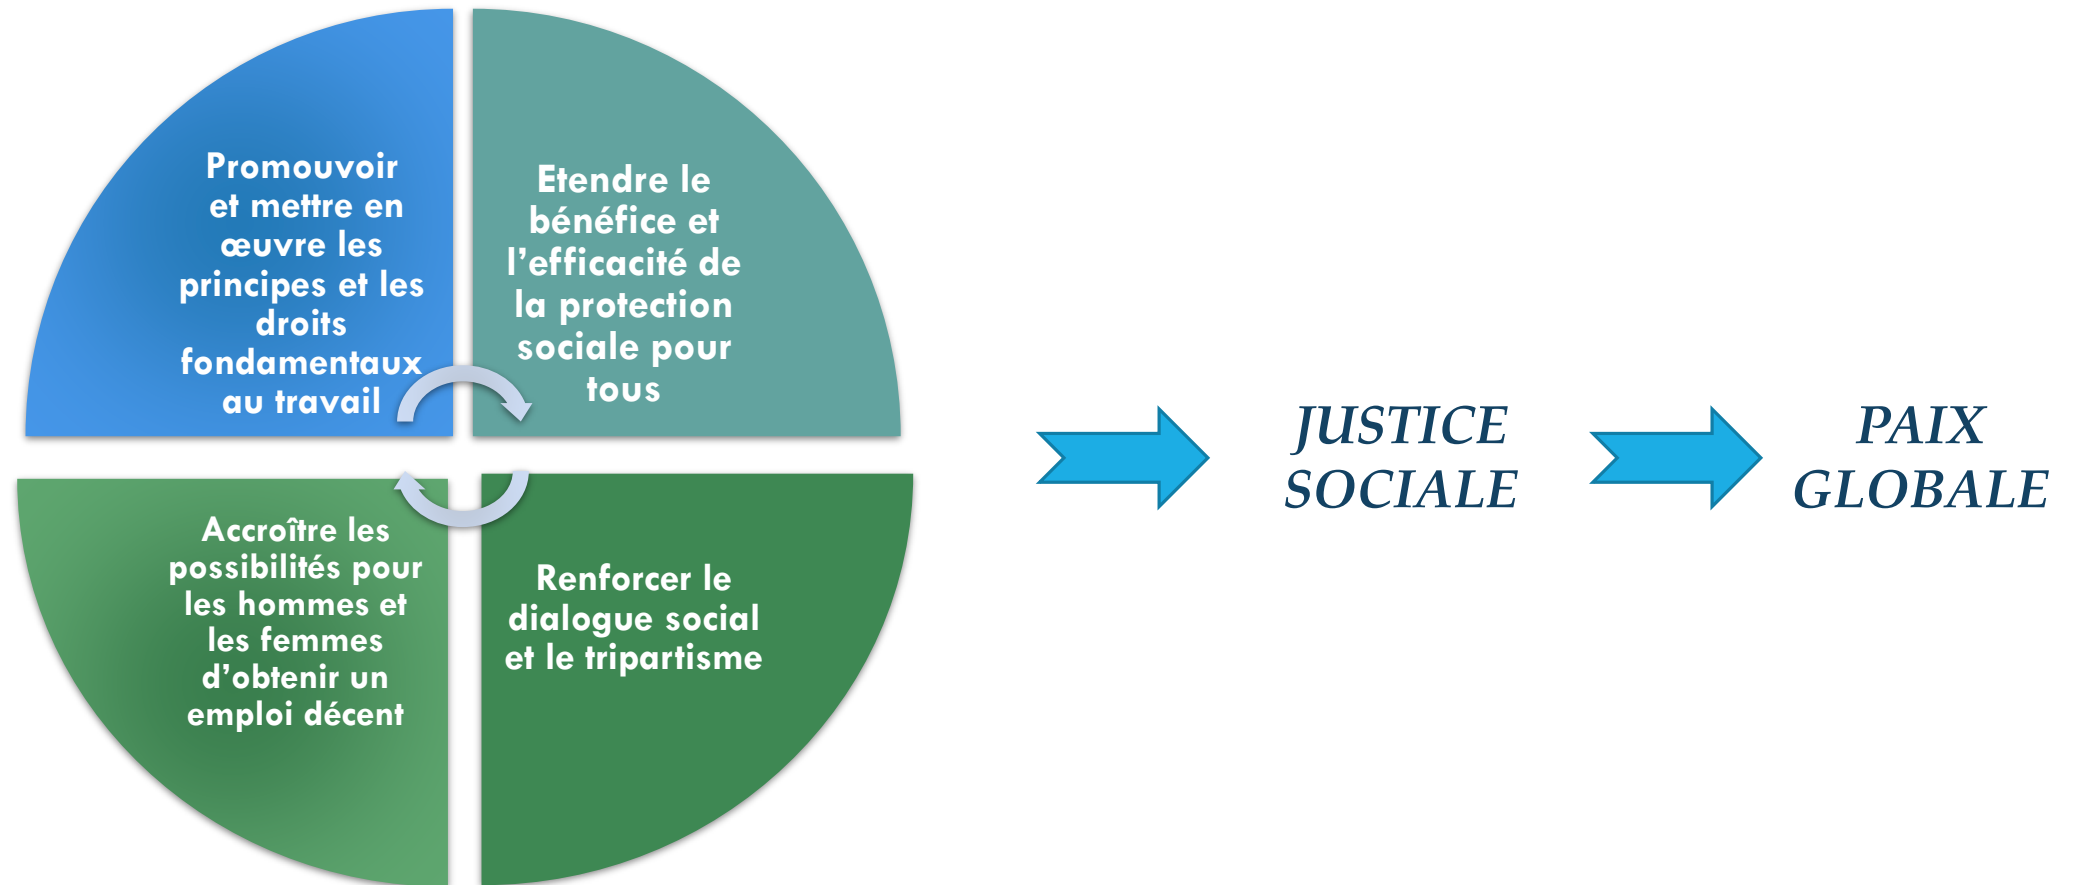 Promouvoir
et mettre en
œuvre les
principes et les
droits
fondamentaux
au travail
Etendre le
bénéfice et
l’efficacité de
la protection
sociale pour
tous
Accroître les
possibilités pour
les hommes et
les femmes
d’obtenir un
emploi décent
Renforcer le
dialogue social
et le tripartisme
JUSTICE
SOCIALE
PAIX
GLOBALE